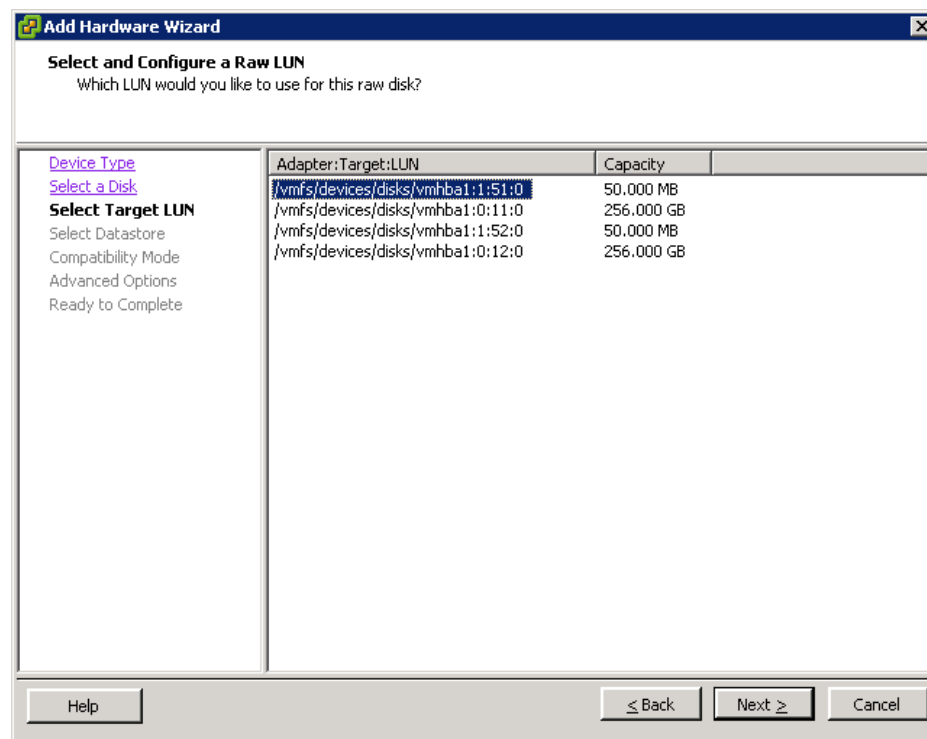 Add Hardware Wizard
Select and Configure a Raw LUN
Which LUN would you like to use for this raw disk?
Device Type
Select a Disk
Select Target LUN
Select Datastore
Compatibility Mode
Advanced Options
Ready to Complete
Adapter:Target:LUN Capacity
/vmfs/devices/disks/vmhba1:1:51:0 50.000 MB
/vmfs/devices/disks/vmhba1:0:11:0 256.000 GB
/vmfs/devices/disks/vmhba1:1:52:0 50.000 MB
/vmfs/devices/disks/vmhba1:0:12:0 256.000 GB
Help
< Back
Next >
Cancel